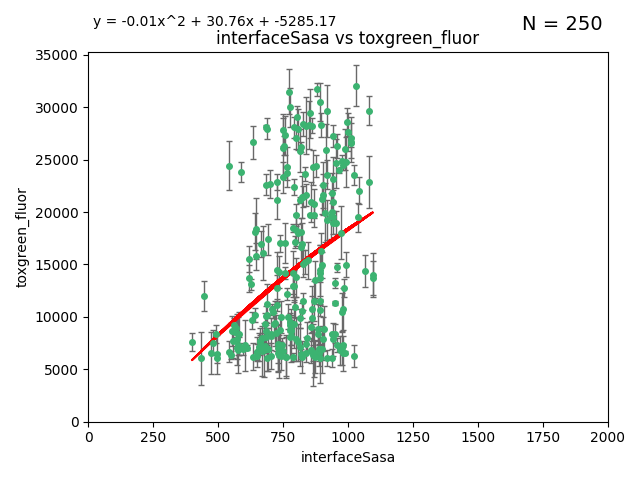 y = -0.01x^2 + 30.76x + -5285.17
N = 250
interfaceSasa vs toxgreen_fluor
35000
30000
25000
20000
15000
10000
5000
0
toxgreen_fluor
0 250 500 750 1000 1250 1500 1750 2000
interfaceSasa